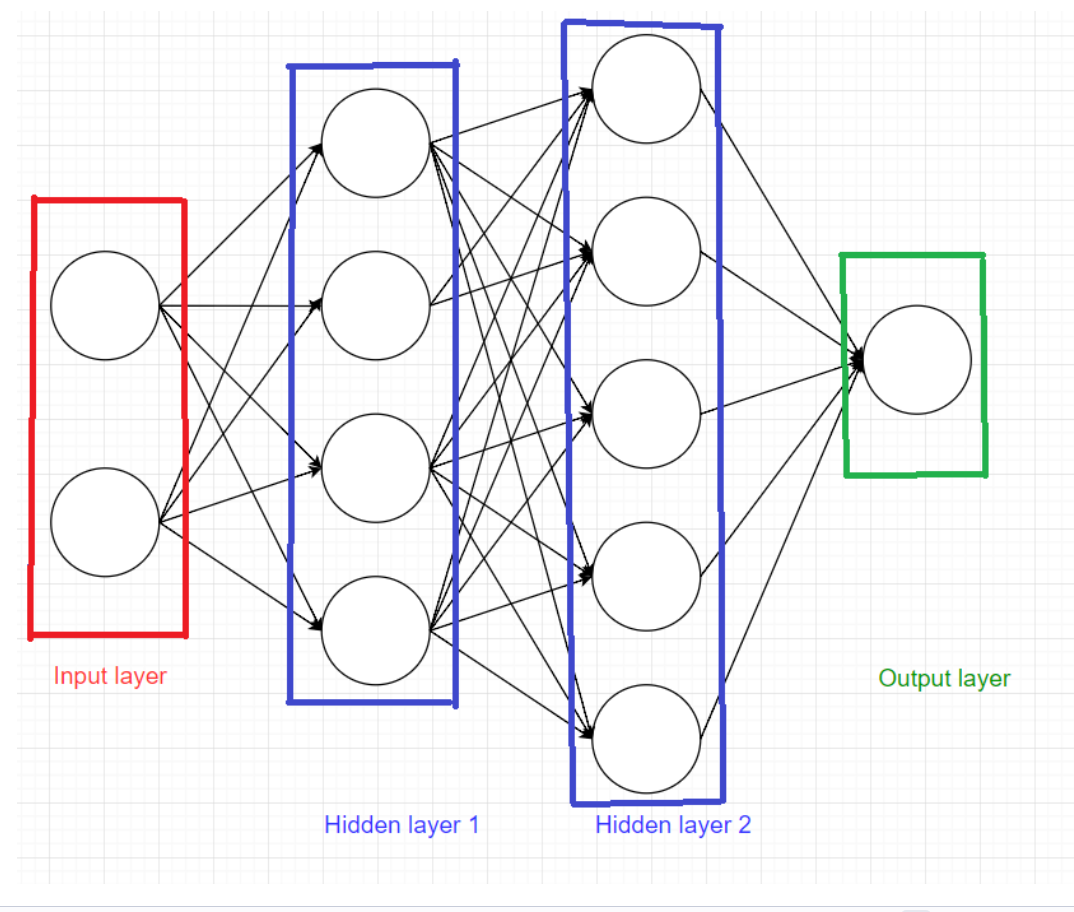 Input layer
Output layer
Hidden layer 1
Hidden layer 2